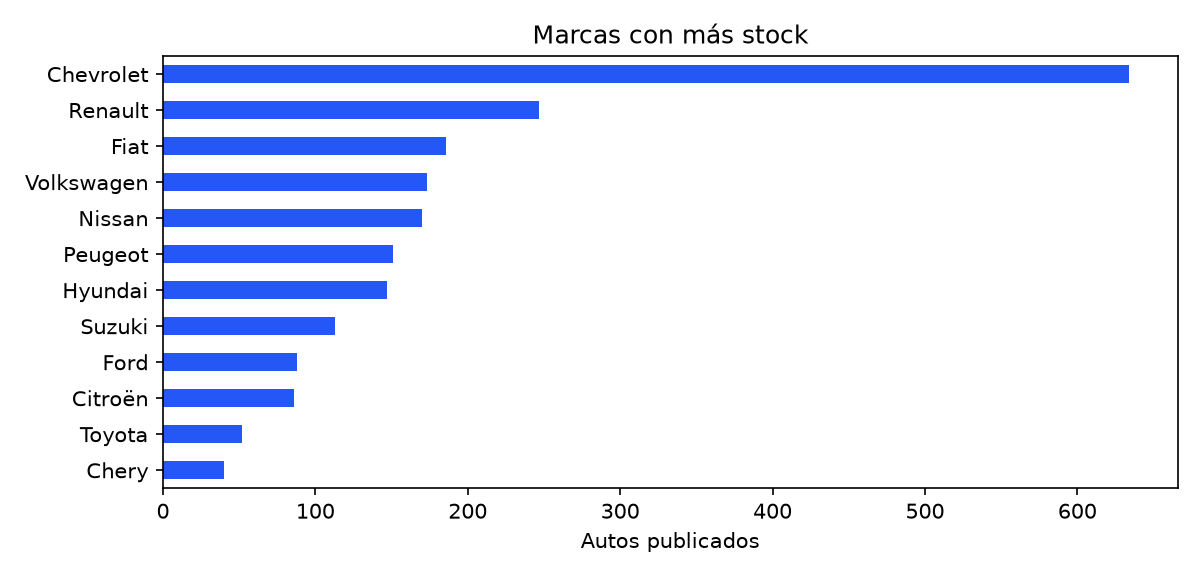 Marcas con más stock
Chevrolet
Renault
Fiat
Volkswagen
Nissan
Peugeot
Hyundai
Suzuki
Ford
Citroën
Toyota
Chery
0 100 200 300 400 500 600
Autos publicados